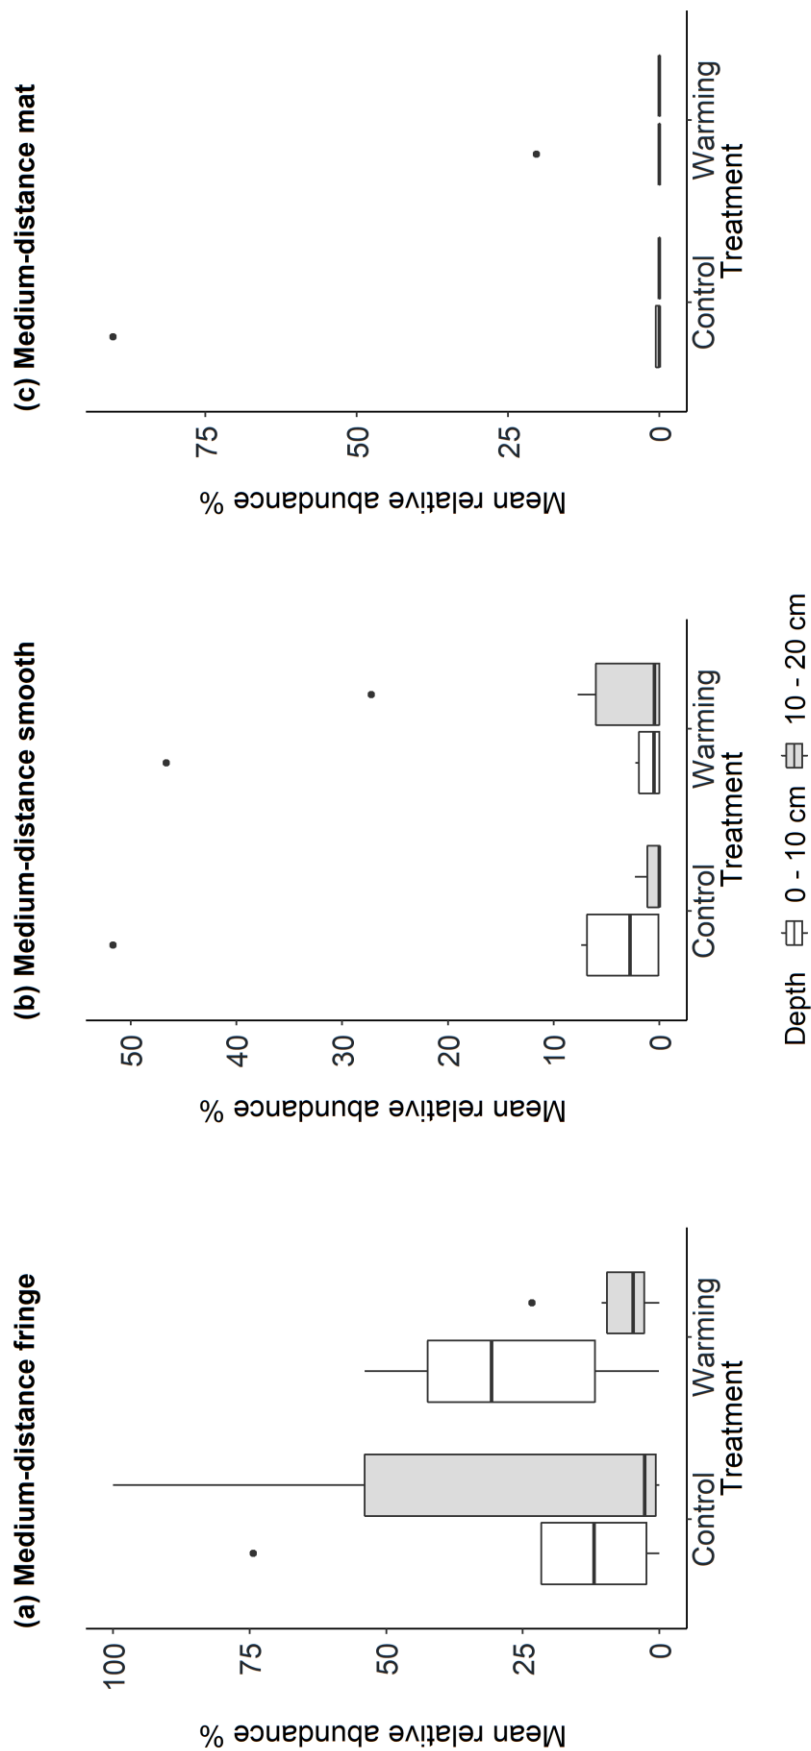 (a) Medium-distance fringe
Mean relative abundance %
100
75
50
25
0
Control
Warming
Treatment
(b) Medium-distance smooth
Mean relative abundance %
50
40
30
20
10
0
Control
Warming
Treatment
(c) Medium-distance mat
Mean relative abundance %
75
50
25
0
Control
Warming
Treatment
Depth 0 - 10 cm 10 - 20 cm